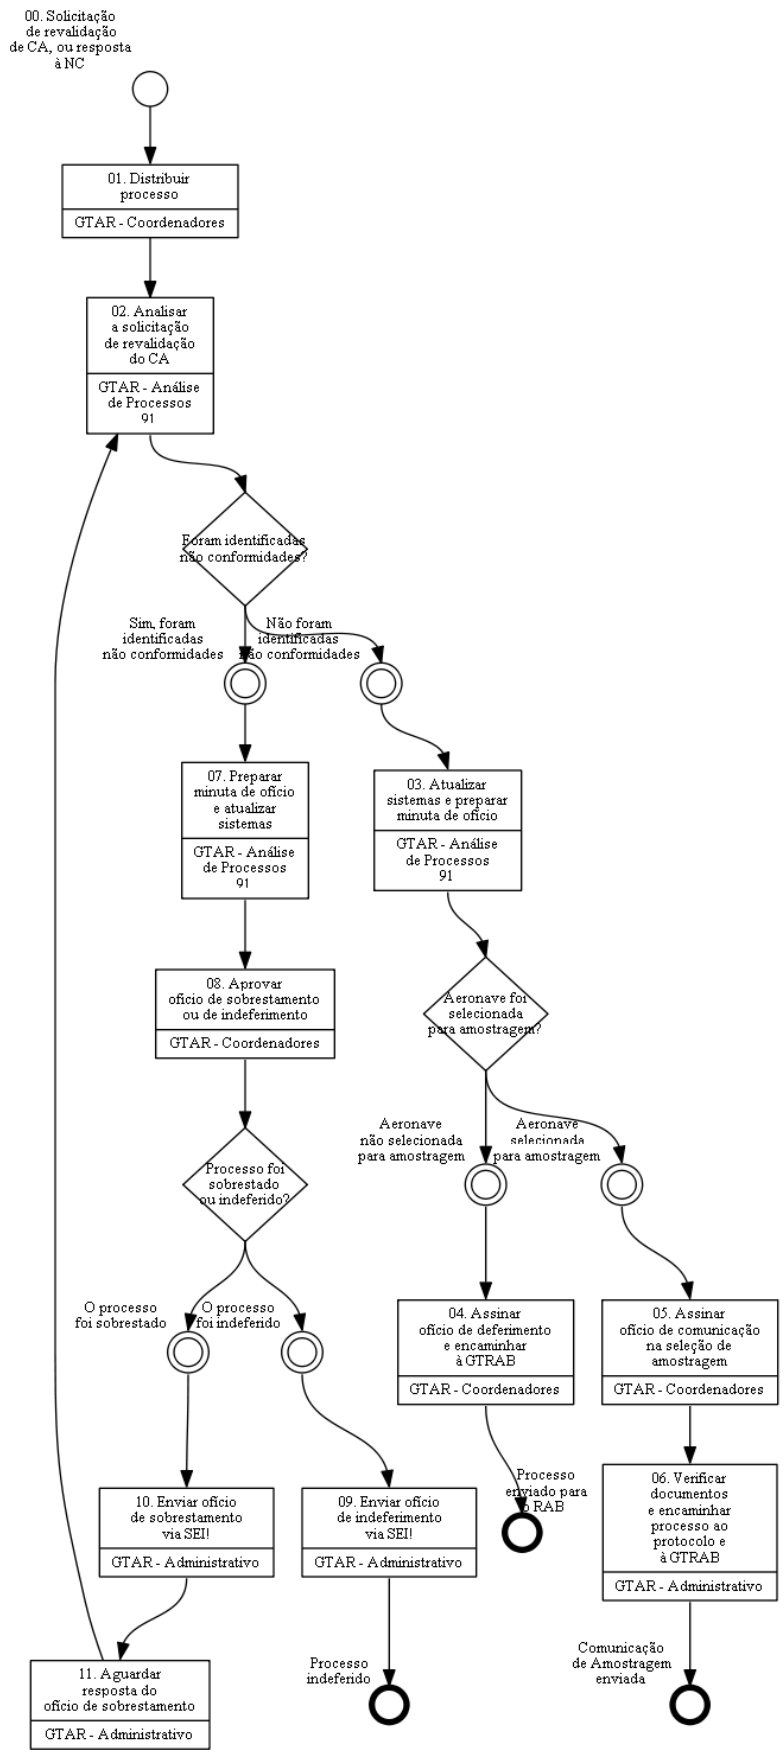 00. Solicitação
de revalidação
de CA, ou resposta
à NC
01. Distribuir
processo
GTAR - Coordenadores
02. Analisar
a solicitação
de revalidação
do CA
GTAR - Análise
de Processos
91
Foram identificadas
não conformidades?
Sim, foram
identificadas
não conformidades
Não foram
identificadas
não conformidades
07. Preparar
minuta de ofício
e atualizar
sistemas
GTAR - Análise
de Processos
91
03. Atualizar
sistemas e preparar
minuta de ofício
GTAR - Análise
de Processos
91
08. Aprovar
ofício de sobrestamento
ou de indeferimento
GTAR - Coordenadores
Aeronave foi
selecionada
para amostragem?
Aeronave
não selecionada
para amostragem
Aeronave
selecionada
para amostragem
Processo foi
sobrestado
ou indeferido?
O processo
foi sobrestado
O processo
foi indeferido
04. Assinar
ofício de deferimento
e encaminhar
à GTRAB
GTAR - Coordenadores
05. Assinar
ofício de comunicação
na seleção de
amostragem
GTAR - Coordenadores
10. Enviar ofício
de sobrestamento
via SEI!
GTAR - Administrativo
09. Enviar ofício
de indeferimento
via SEI!
GTAR - Administrativo
Processo
enviado para
o RAB
06. Verificar
documentos
e encaminhar
processo ao
protocolo e
à GTRAB
GTAR - Administrativo
11. Aguardar
resposta do
ofício de sobrestamento
GTAR - Administrativo
Processo
indeferido
Comunicação
de Amostragem
enviada